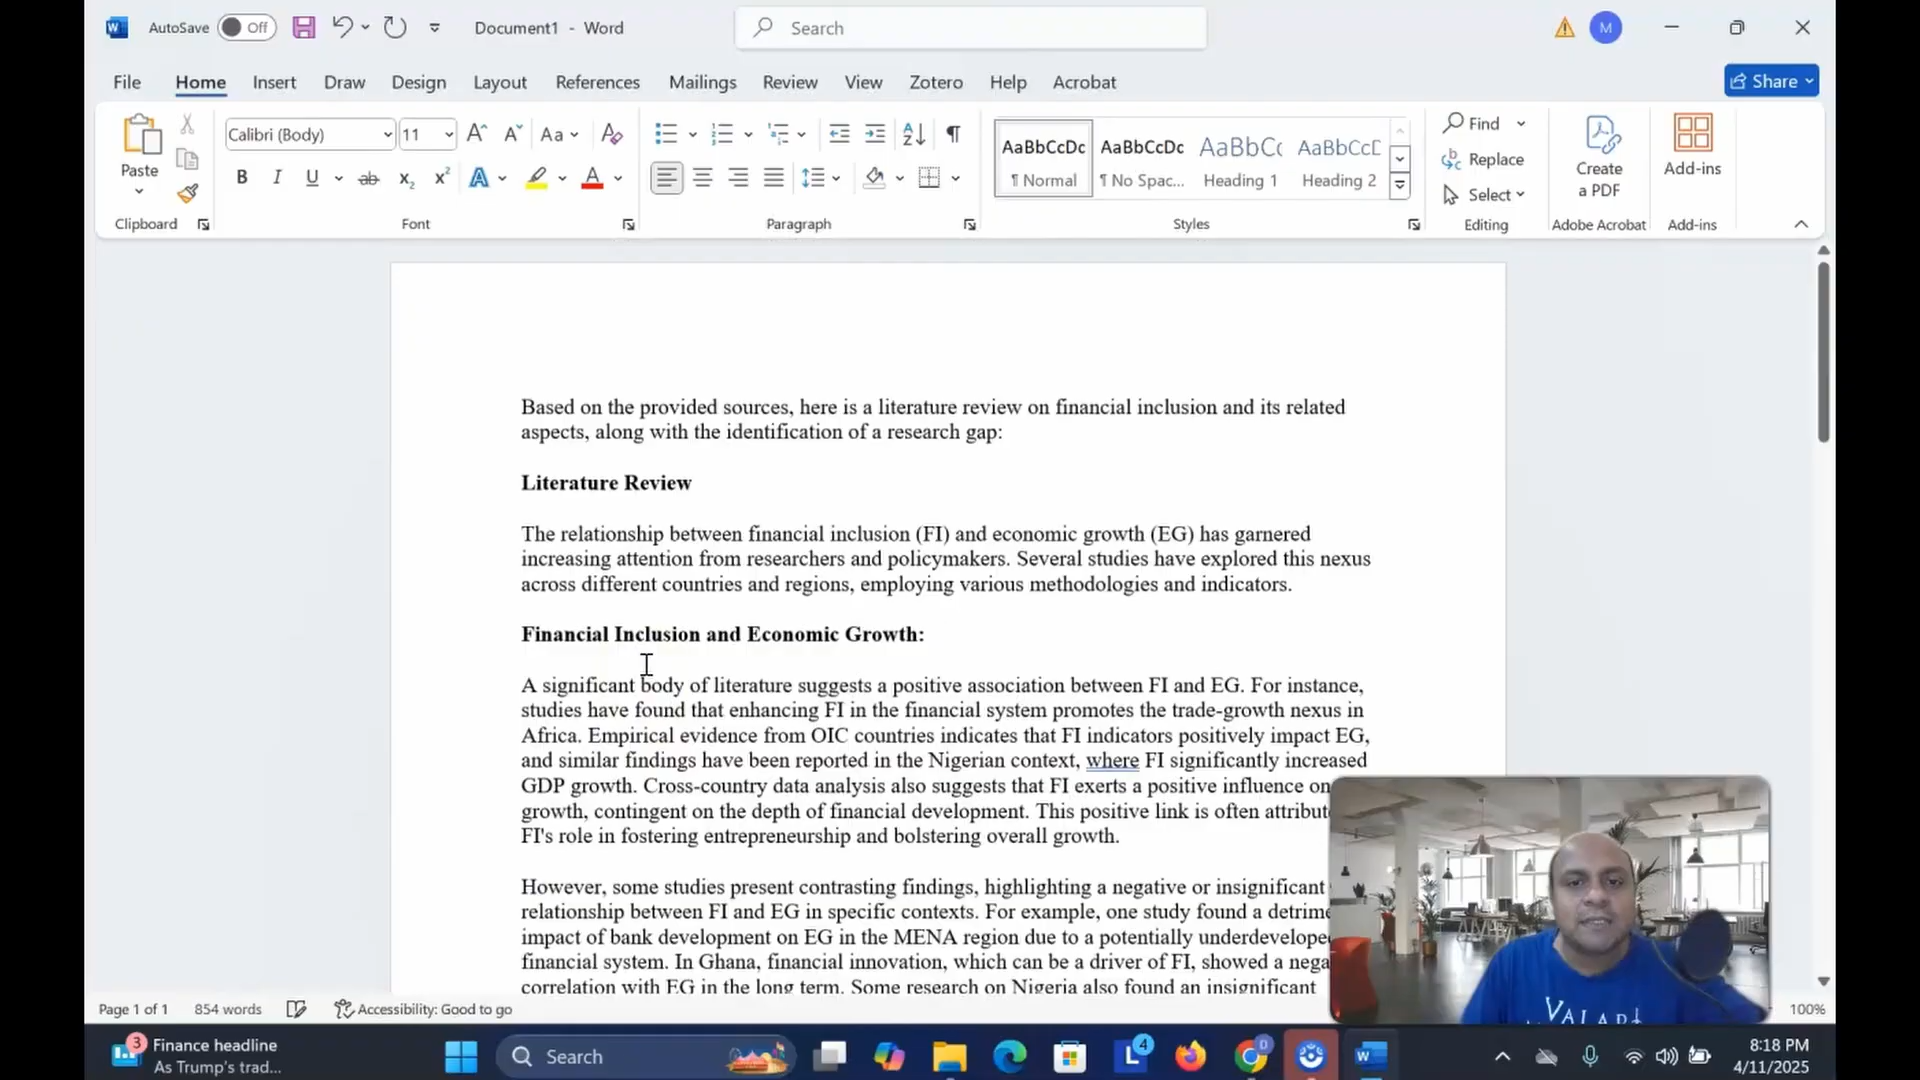 AutoSave Off Document1 - Word Search M
File Home Insert Draw Design Layout References Mailings Review View Zotero Help Acrobat Share
Paste Calibri (Body) 11 Aa AaBbCcDc AaBbCcDc AaBbCc AaBbCcD Find
Replace
Select
¶ Normal ¶ No Spac... Heading 1 Heading 2
Create a PDF Add-ins
Clipboard Font Paragraph Styles Editing Adobe Acrobat Add-ins
Based on the provided sources, here is a literature review on financial inclusion and its related
aspects, along with the identification of a research gap:
Literature Review
The relationship between financial inclusion (FI) and economic growth (EG) has garnered
increasing attention from researchers and policymakers. Several studies have explored this nexus
across different countries and regions, employing various methodologies and indicators.
Financial Inclusion and Economic Growth:
A significant body of literature suggests a positive association between FI and EG. For instance,
studies have found that enhancing FI in the financial system promotes the trade-growth nexus in
Africa. Empirical evidence from OIC countries indicates that FI indicators positively impact EG,
and similar findings have been reported in the Nigerian context, where FI significantly increased
GDP growth. Cross-country data analysis also suggests that FI exerts a positive influence on
growth, contingent on the depth of financial development. This positive link is often attribut
FI's role in fostering entrepreneurship and bolstering overall growth.
However, some studies present contrasting findings, highlighting a negative or insignificant
relationship between FI and EG in specific contexts. For example, one study found a detrime
impact of bank development on EG in the MENA region due to a potentially underdevelope
financial system. In Ghana, financial innovation, which can be a driver of FI, showed a nega
correlation with EG in the long term. Some research on Nigeria also found an insignificant
VALAR
Page 1 of 1 854 words Accessibility: Good to go 100%
3 Finance headline
As Trump's trad...
Search 4 D
8:18 PM
4/11/2025